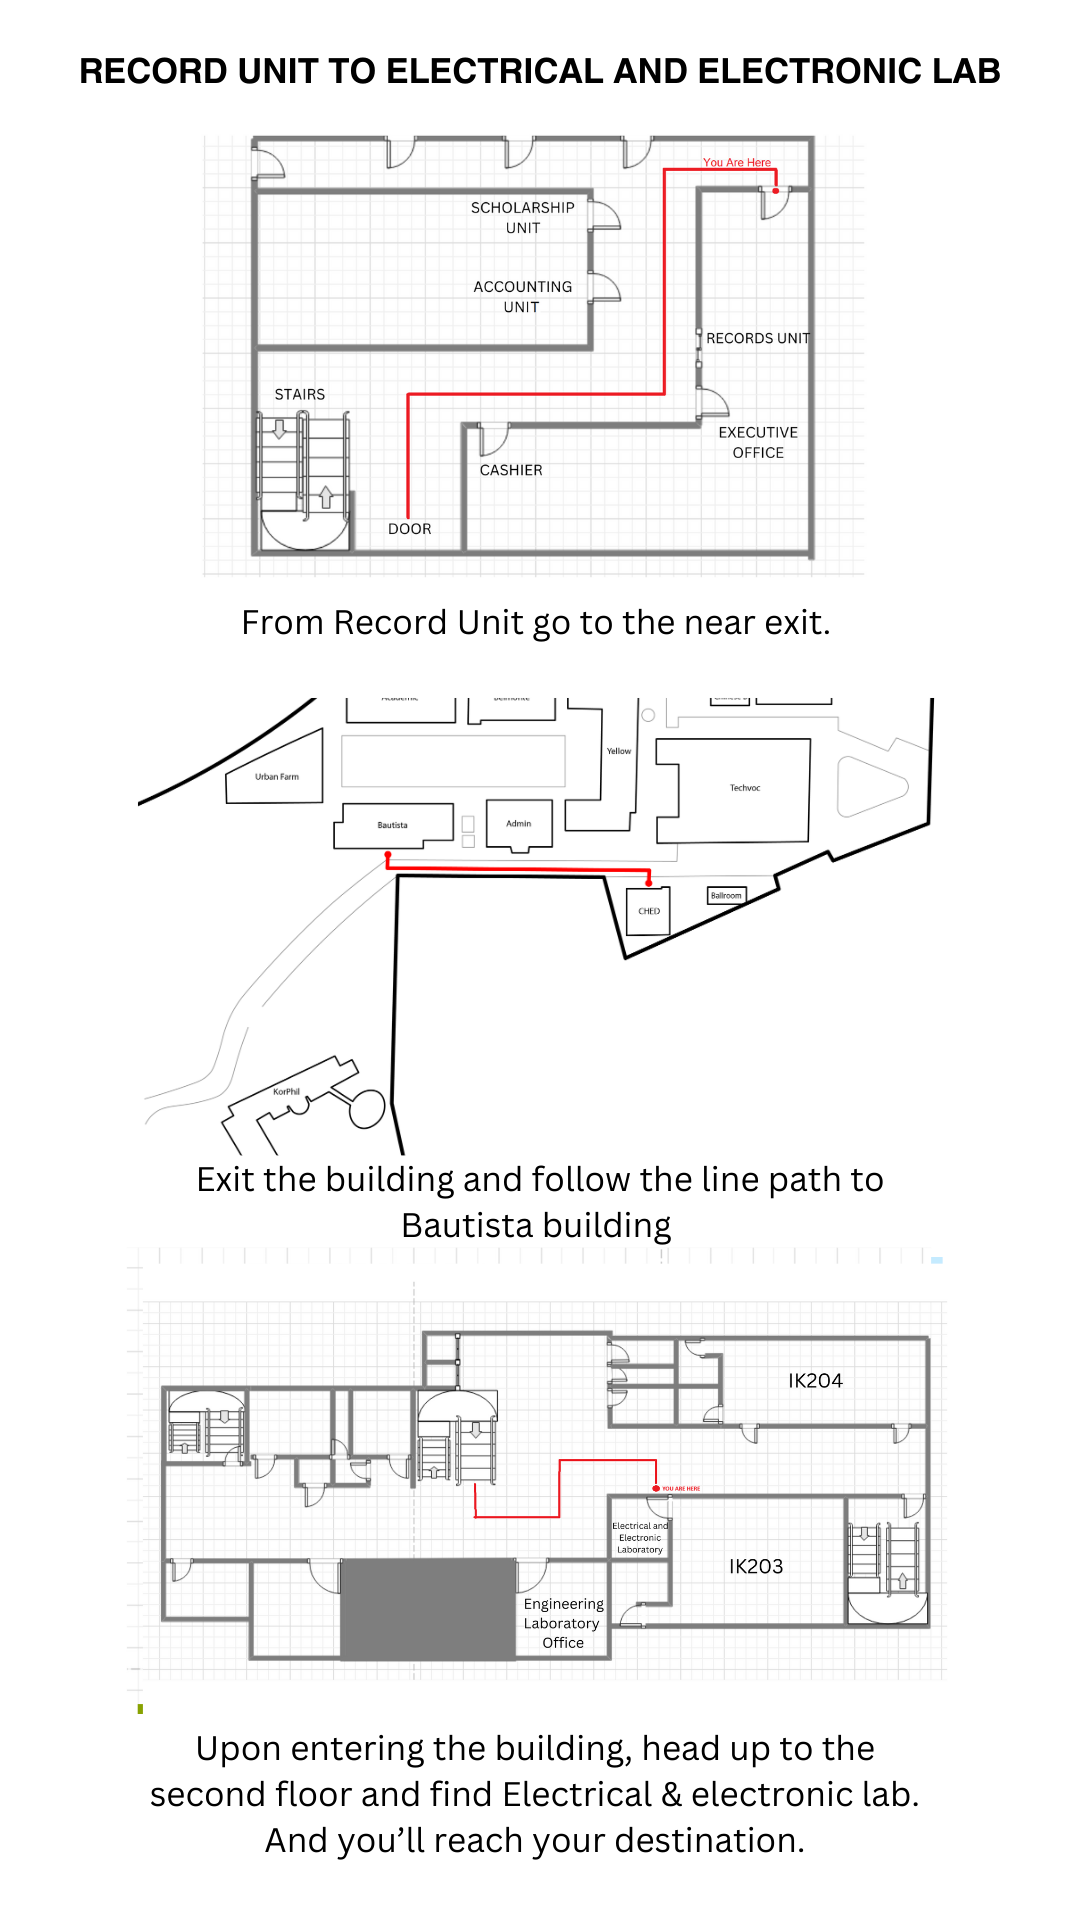 RECORD UNIT TO ELECTRICAL AND ELECTRONIC LAB
You Are Here
SCHOLARSHIP
UNIT
ACCOUNTING
UNIT
RECORDS UNIT
STAIRS
EXECUTIVE
OFFICE
CASHIER
DOOR
From Record Unit go to the near exit.
Academic
Belmonte
Yellow
Urban Farm
Techvoc
Bautista
Admin
Ballroom
CHED
KorPhil
Exit the building and follow the line path to
Bautista building
IK204
YOU ARE HERE
Electrical and
Electronic
Laboratory
IK203
Engineering
Laboratory
Office
Upon entering the building, head up to the
second floor and find Electrical & electronic lab.
And you’ll reach your destination.